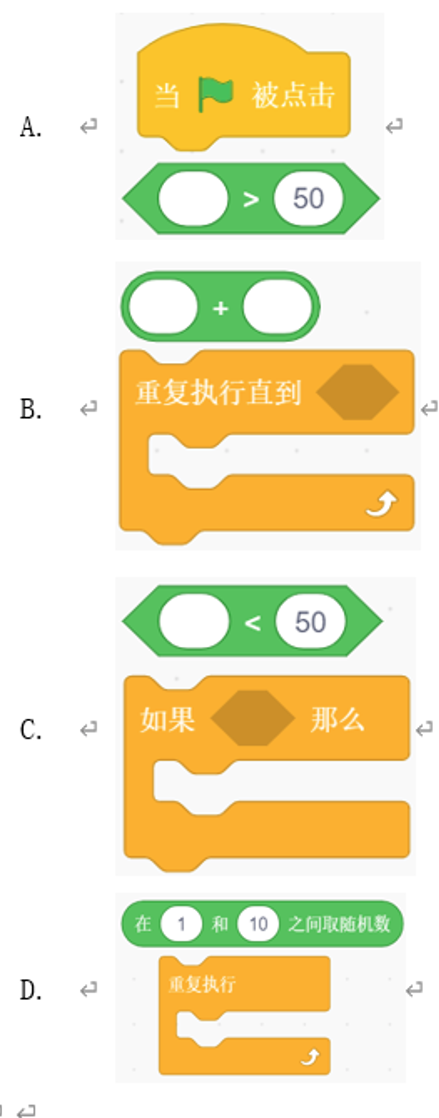 A.
当 被点击
> 50
B.
+
重复执行直到
C.
< 50
如果 那么
D.
在 1 和 10 之间取随机数
重复执行